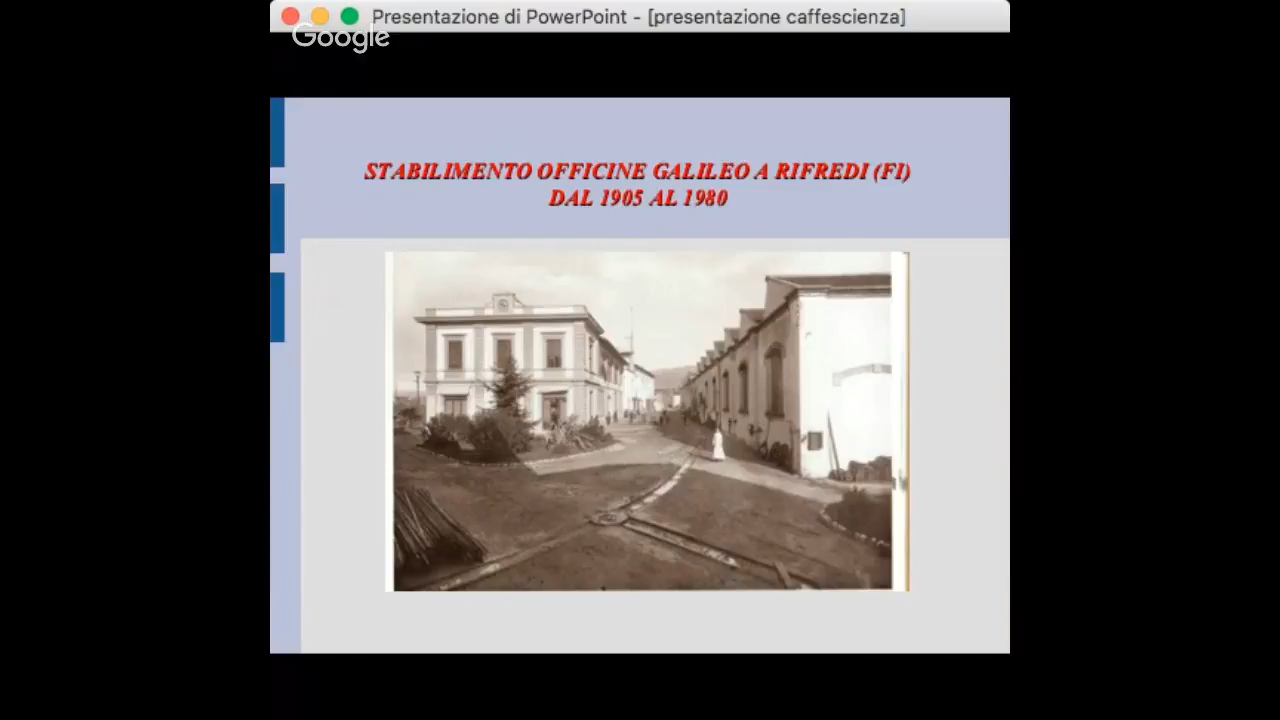 Presentazione di PowerPoint - [presentazione caffescienza]
Google
STABILIMENTO OFFICINE GALILEO A RIFREDI (FI)
DAL 1905 AL 1980